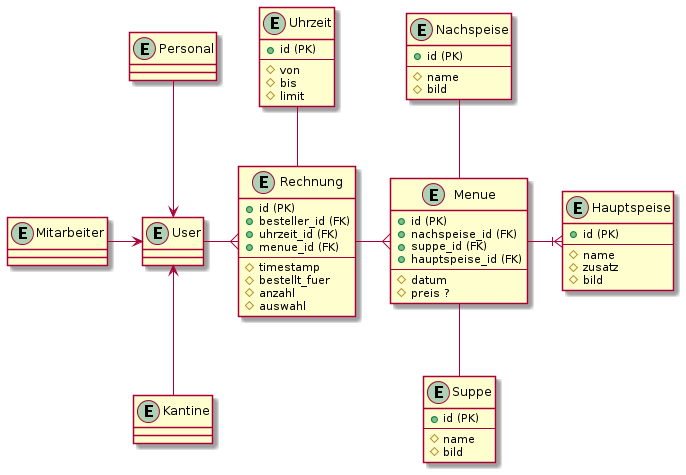 E Uhrzeit
id (PK)
von
bis
limit
E Nachspeise
id (PK)
name
bild
E Personal
E Rechnung
id (PK)
besteller_id (FK)
uhrzeit_id (FK)
menue_id (FK)
timestamp
bestellt_fuer
anzahl
auswahl
E Menue
id (PK)
nachspeise_id (FK)
suppe_id (FK)
hauptspeise_id (FK)
datum
preis ?
E Hauptspeise
id (PK)
name
zusatz
bild
E Mitarbeiter
E User
E Kantine
E Suppe
id (PK)
name
bild